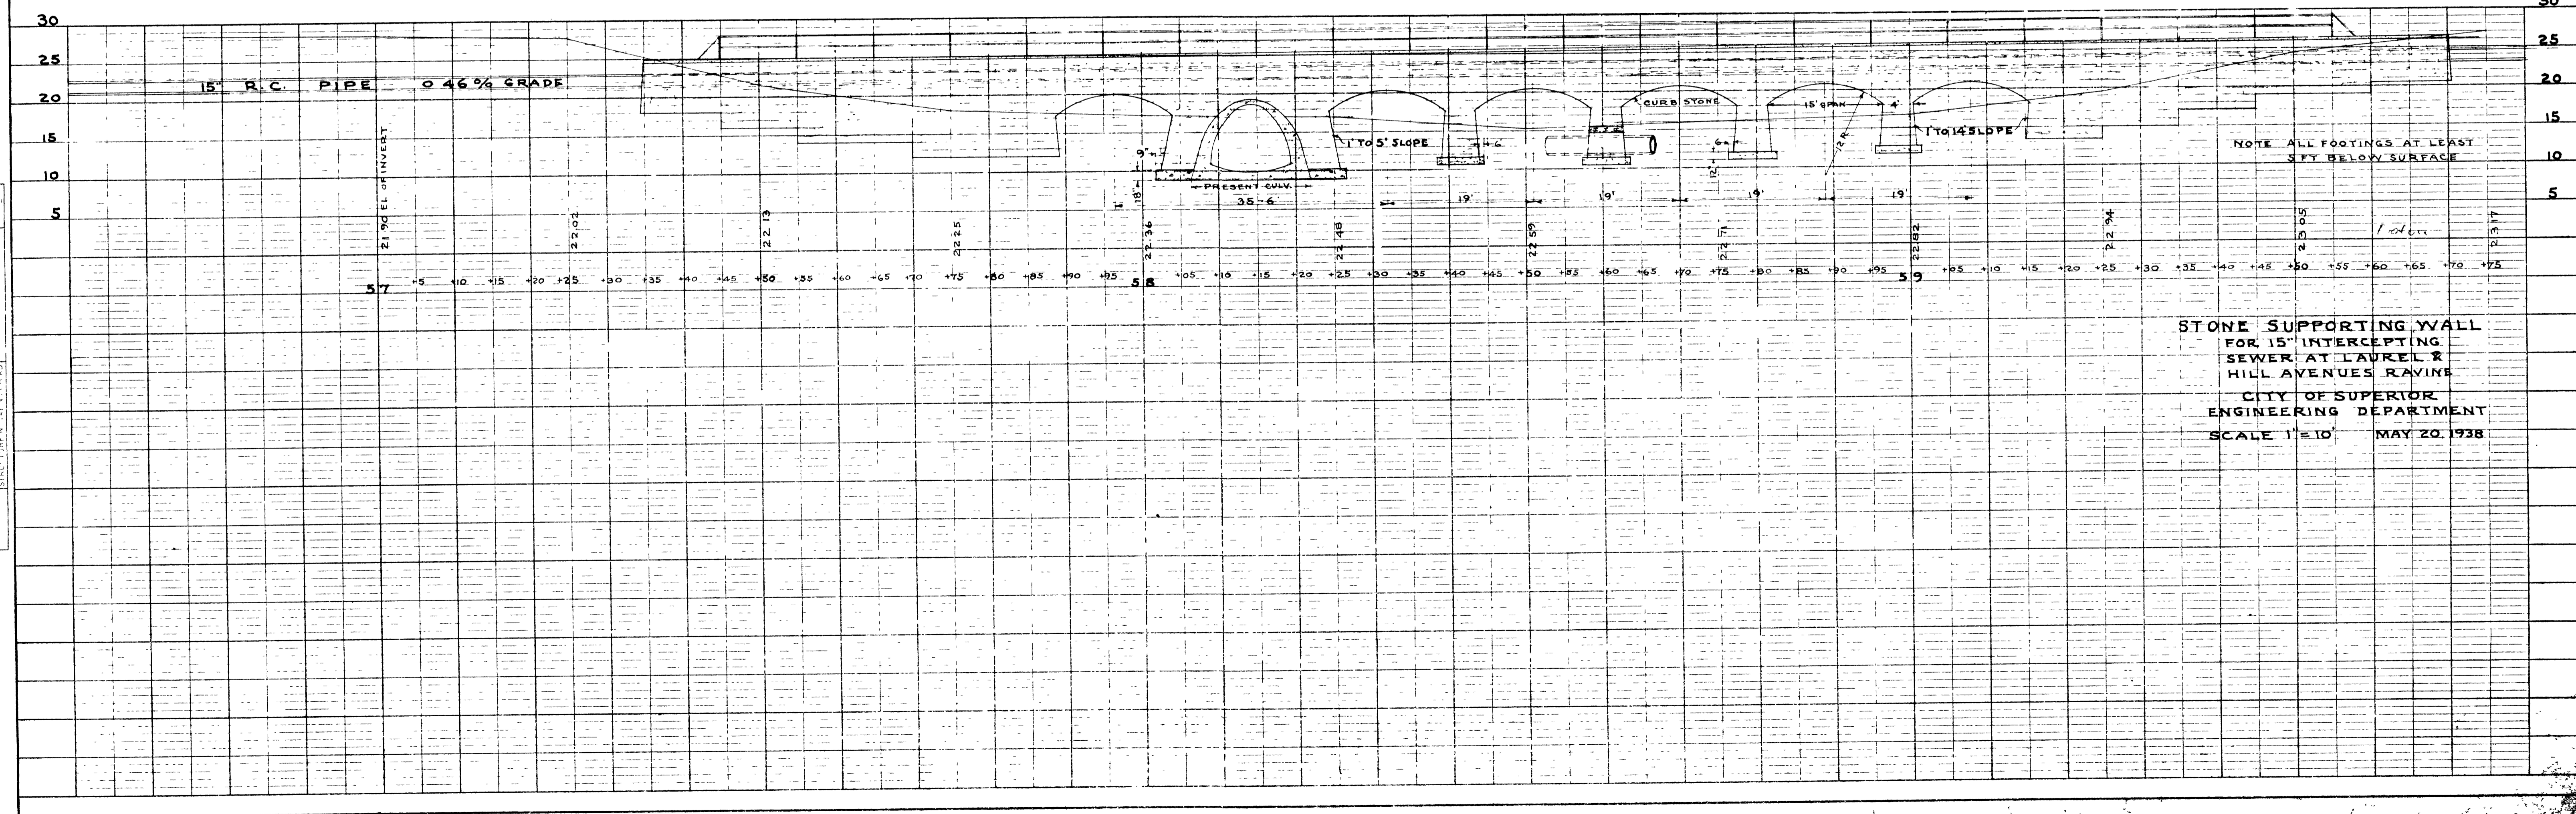 30
25
20
15
10
5
30
25
20
15
10
5
15" R.C. PIPE 0.46% GRADE
21.90 EL OF INVERT
22.02
22.13
22.25
22.36
22.48
22.59
22.71
22.82
22.94
23.05
23.17
9"
18"
PRESENT CULV.
35-6
1" TO 5" SLOPE
6
19'
19'
19'
19'
CURB STONE
6"
12"
15' SPAN
12' R.
4'
1" TO 14" SLOPE
NOTE ALL FOOTINGS AT LEAST
5 FT BELOW SURFACE
57 +5 +10 +15 +20 +25 +30 +35 +40 +45 +50 +55 +60 +65 +70 +75 +80 +85 +90 +95 58 +05 +10 +15 +20 +25 +30 +35 +40 +45 +50 +55 +60 +65 +70 +75 +80 +85 +90 +95 59 +05 +10 +15 +20 +25 +30 +35 +40 +45 +50 +55 +60 +65 +70 +75
STONE SUPPORTING WALL
FOR 15" INTERCEPTING
SEWER AT LAUREL &
HILL AVENUES RAVINE
CITY OF SUPERIOR
ENGINEERING DEPARTMENT
SCALE 1"=10' MAY 20, 1938